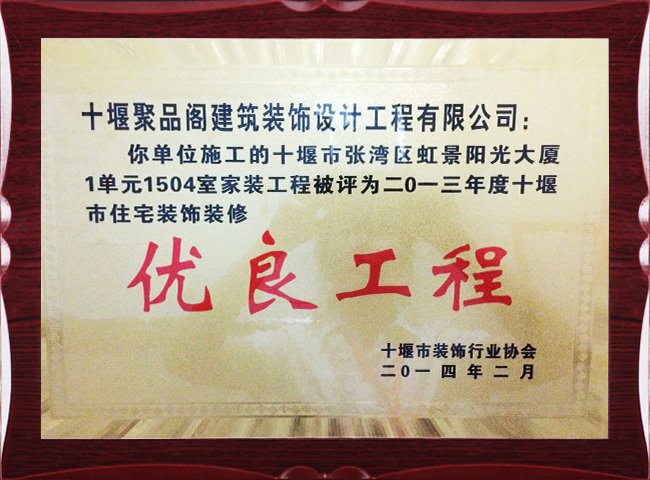 十堰聚品阁建筑装饰设计工程有限公司：
你单位施工的十堰市张湾区虹景阳光大厦
1单元1504室家装工程被评为二O一三年度十堰
市住宅装饰装修
优良工程
十堰市装饰行业协会
二O一四年二月